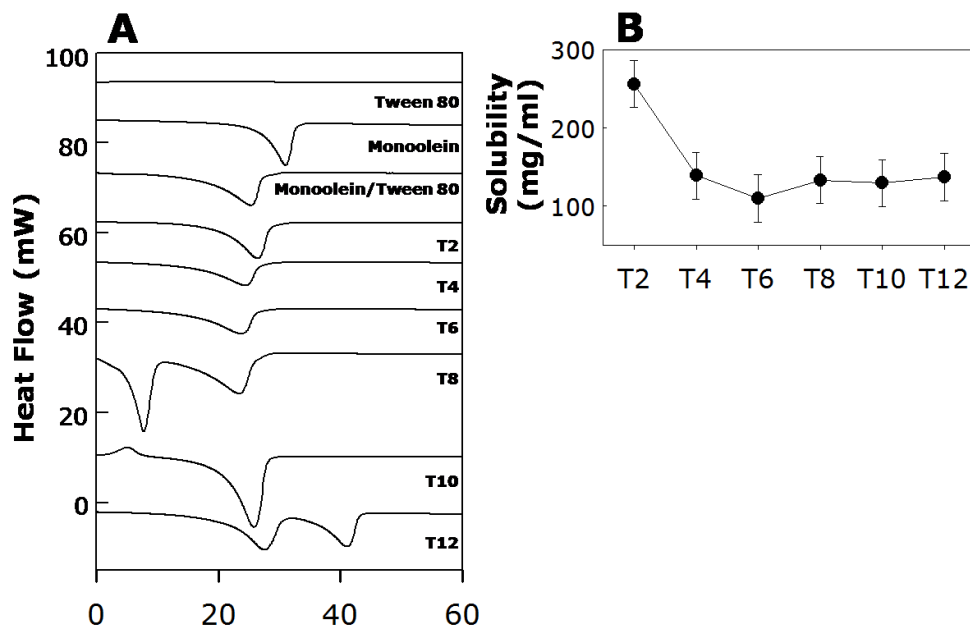 A
Heat Flow (mW)
100
80
60
40
20
0
Tween 80
Monoolein
Monoolein/Tween 80
T2
T4
T6
T8
T10
T12
0 20 40 60
B
Solubility
(mg/ml)
300
200
100
T2 T4 T6 T8 T10 T12